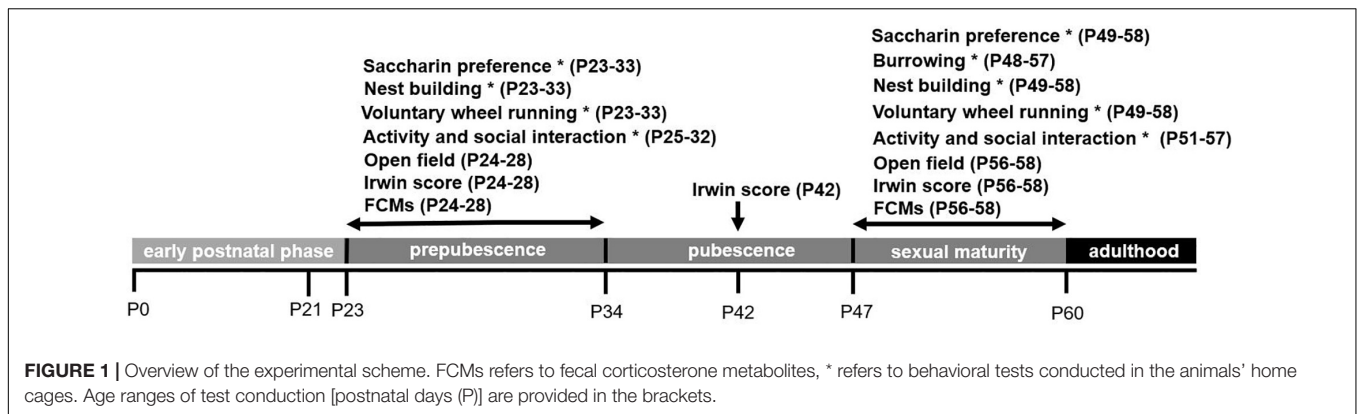 Saccharin preference * (P23-33)
Nest building * (P23-33)
Voluntary wheel running * (P23-33)
Activity and social interaction * (P25-32)
Open field (P24-28)
Irwin score (P24-28)
FCMs (P24-28)
Irwin score (P42)
Saccharin preference * (P49-58)
Burrowing * (P48-57)
Nest building * (P49-58)
Voluntary wheel running * (P49-58)
Activity and social interaction * (P51-57)
Open field (P56-58)
Irwin score (P56-58)
FCMs (P56-58)
early postnatal phase
prepubescence
pubescence
sexual maturity
adulthood
P0
P21
P23
P34
P42
P47
P60
FIGURE 1 | Overview of the experimental scheme. FCMs refers to fecal corticosterone metabolites, * refers to behavioral tests conducted in the animals' home
cages. Age ranges of test conduction [postnatal days (P)] are provided in the brackets.